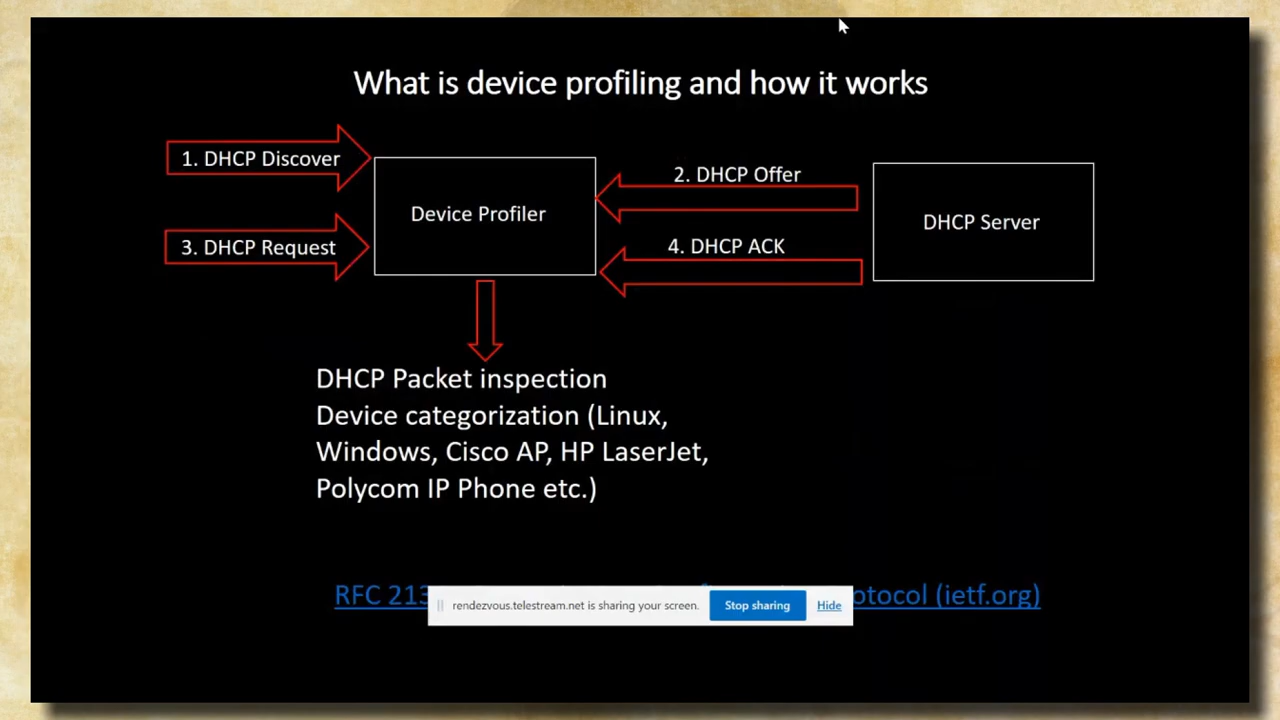 What is device profiling and how it works
1. DHCP Discover
2. DHCP Offer
Device Profiler
DHCP Server
3. DHCP Request
4. DHCP ACK
DHCP Packet inspection
Device categorization (Linux,
Windows, Cisco AP, HP LaserJet,
Polycom IP Phone etc.)
RFC (ietf.org)
rendezvous.telestream.net is sharing your screen.
Stop sharing
Hide